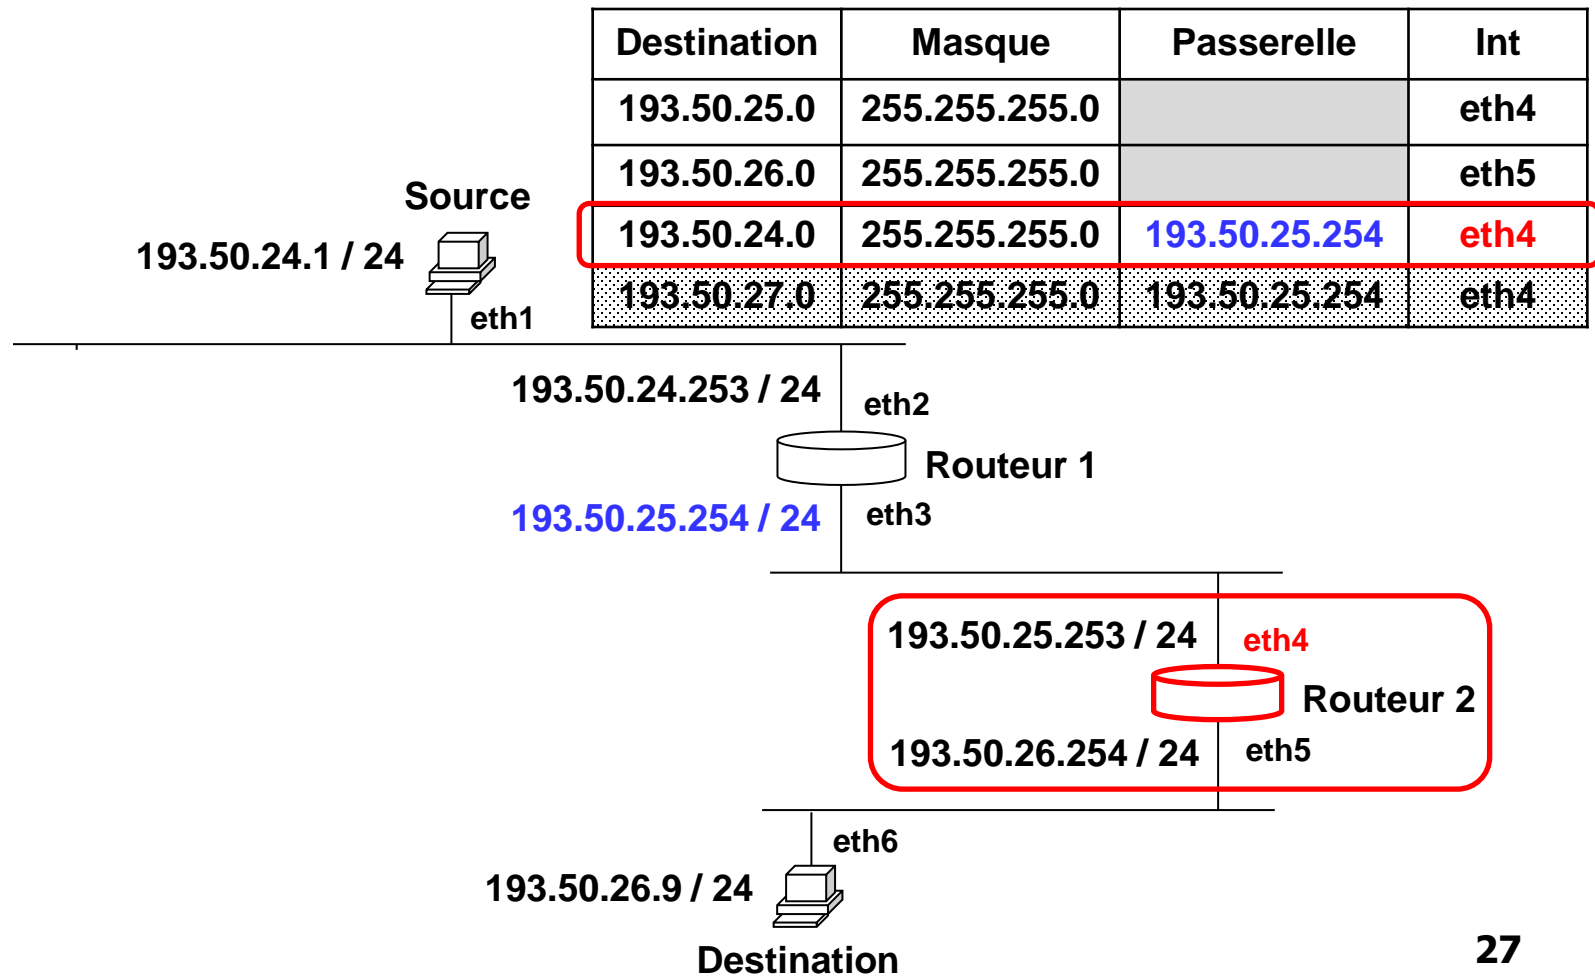 Destination Masque Passerelle Int
193.50.25.0 255.255.255.0 eth4
193.50.26.0 255.255.255.0 eth5
193.50.24.0 255.255.255.0 193.50.25.254 eth4
193.50.27.0 255.255.255.0 193.50.25.254 eth4
Source
193.50.24.1 / 24
eth1
193.50.24.253 / 24
eth2
Routeur 1
193.50.25.254 / 24
eth3
193.50.25.253 / 24
eth4
Routeur 2
193.50.26.254 / 24
eth5
eth6
193.50.26.9 / 24
Destination
27